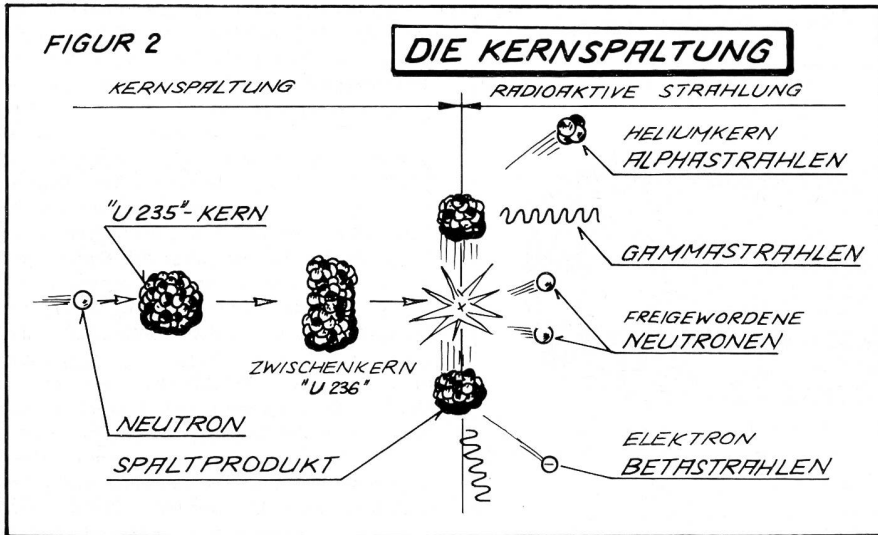 FIGUR 2
DIE KERNSPALTUNG
KERNSPALTUNG
RADIOAKTIVE STRAHLUNG
HELIUMKERN
ALPHASTRAHLEN
"U 235"-KERN
GAMMASTRAHLEN
FREIGEWORDENE
NEUTRONEN
ZWISCHENKERN
"U 236"
NEUTRON
SPALTPRODUKT
ELEKTRON
BETASTRAHLEN